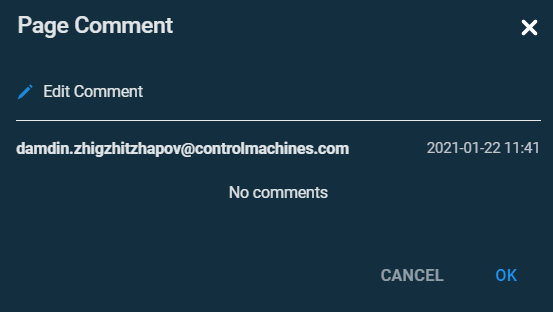 Page Comment
Edit Comment
damdin.zhigzhitzhapov@controlmachines.com 2021-01-22 11:41
No comments
CANCEL OK